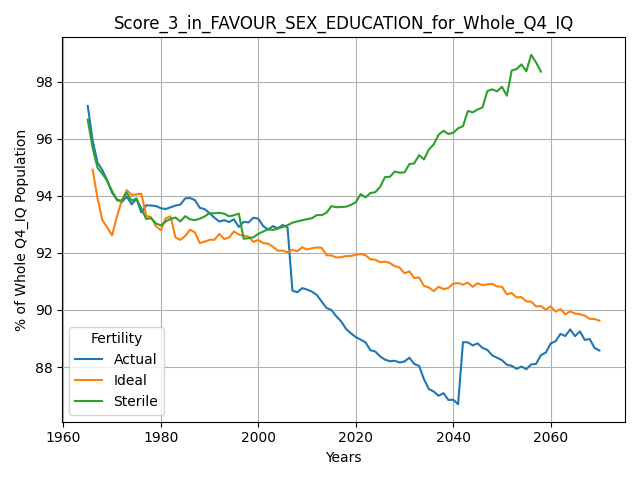 Score_3_in_FAVOUR_SEX_EDUCATION_for_Whole_Q4_IQ
% of Whole Q4_IQ Population
98
96
94
92
90
88
Fertility
Actual
Ideal
Sterile
1960
1980
2000
2020
2040
2060
Years